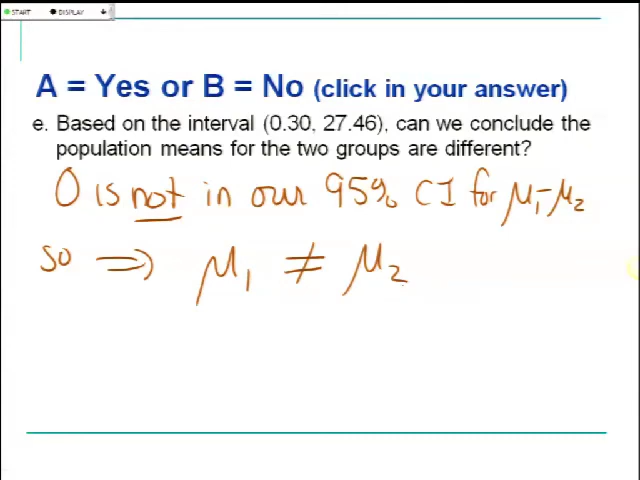 START DISPLAY
A = Yes or B = No (click in your answer)
e. Based on the interval (0.30, 27.46), can we conclude the
population means for the two groups are different?
0 is not in our 95% CI for μ₁-μ₂
so ⇒ μ₁ ≠ μ₂